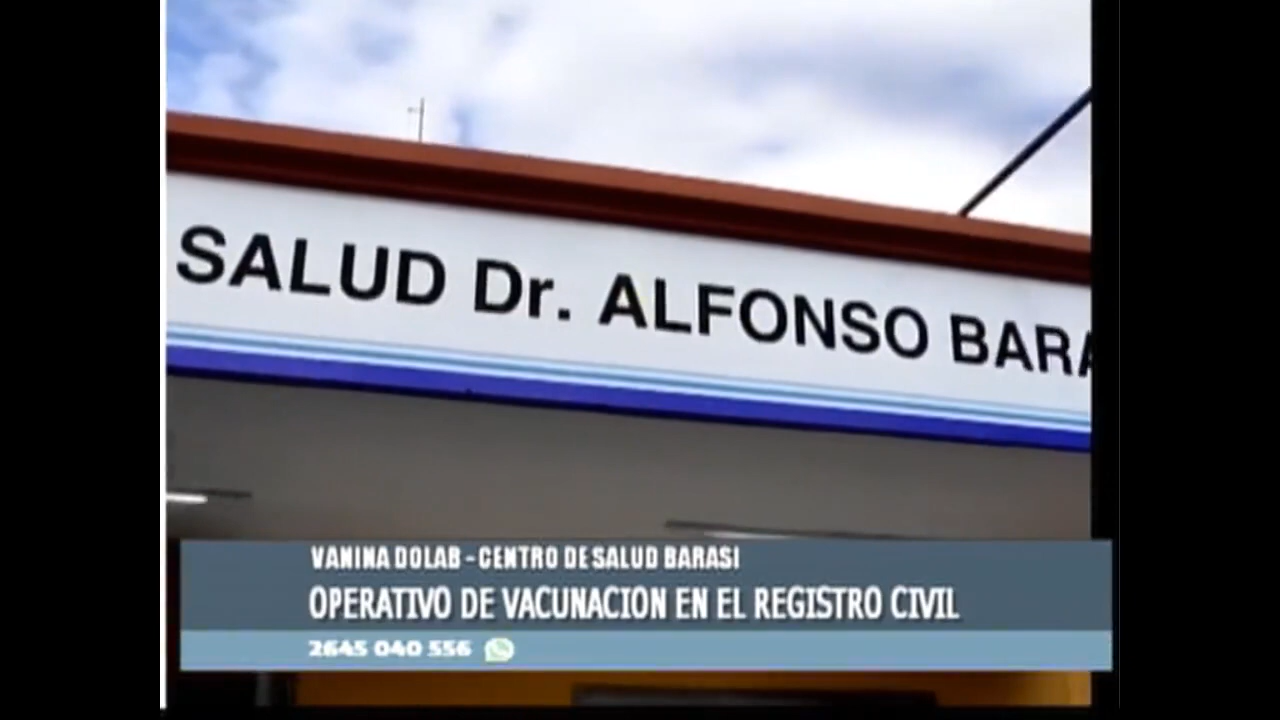 SALUD Dr. ALFONSO BARA
VANINA DOLAB - CENTRO DE SALUD BARASI
OPERATIVO DE VACUNACION EN EL REGISTRO CIVIL
2645 040 556